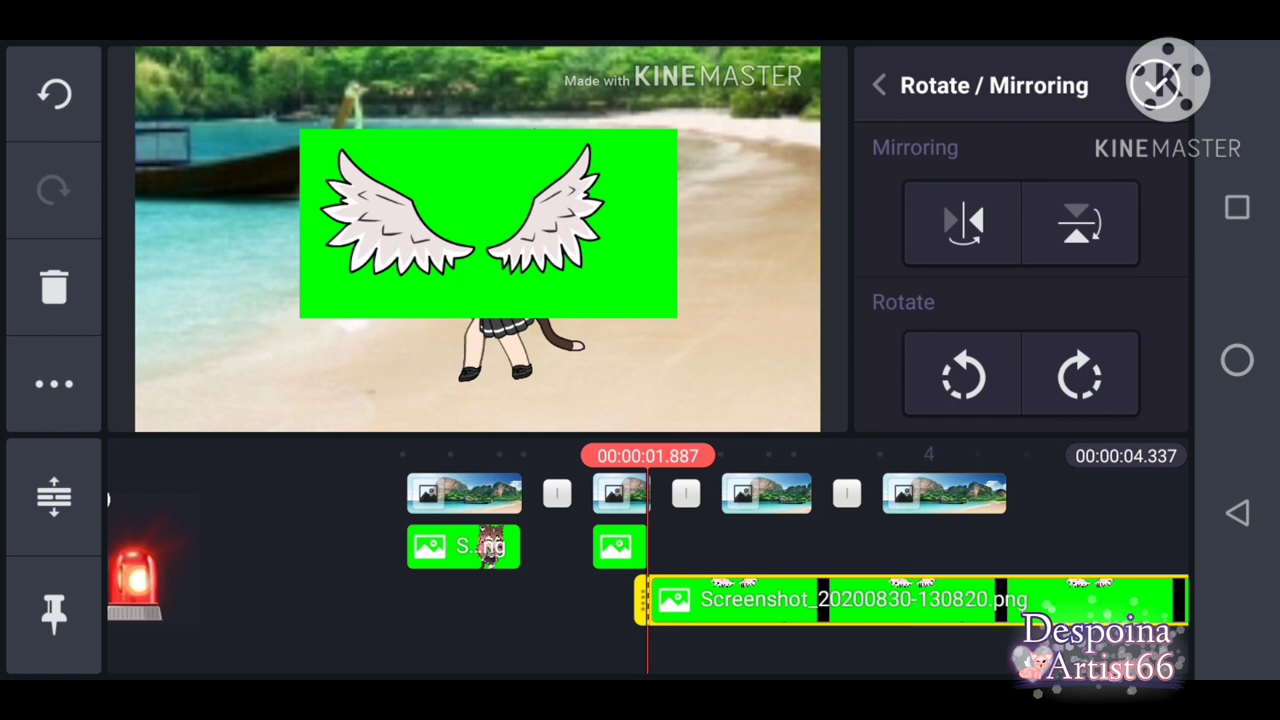 Made with KINEMASTER
Rotate / Mirroring
K
KINEMASTER
Mirroring
Rotate
00:00:01.887
4
00:00:04.337
S...ng
Screenshot_20200830-130820.png
Despoina
Artist66